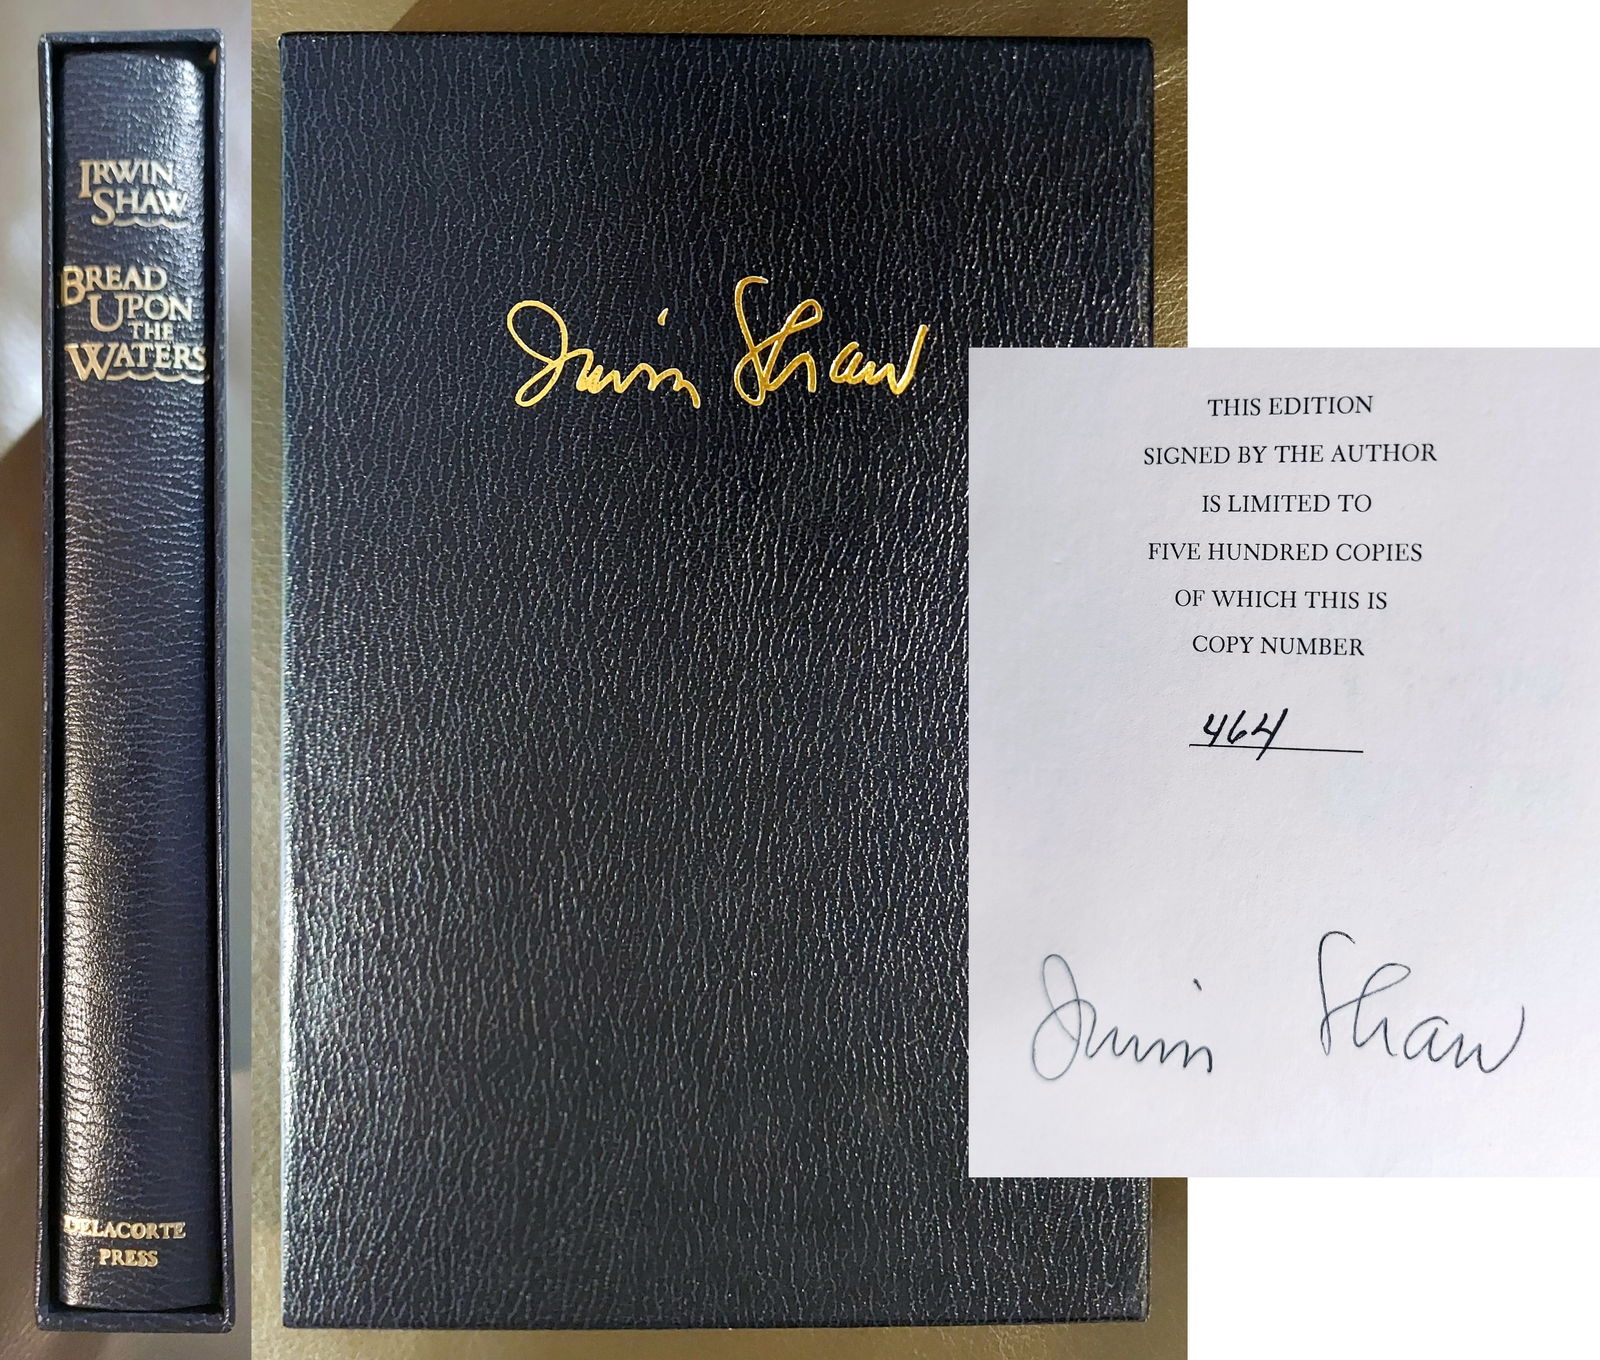 IRWIN
SHAW
BREAD
UPON
THE
WATERS
DELACORTE
PRESS
Irwin Shaw
THIS EDITION
SIGNED BY THE AUTHOR
IS LIMITED TO
FIVE HUNDRED COPIES
OF WHICH THIS IS
COPY NUMBER
464
Irwin Shaw